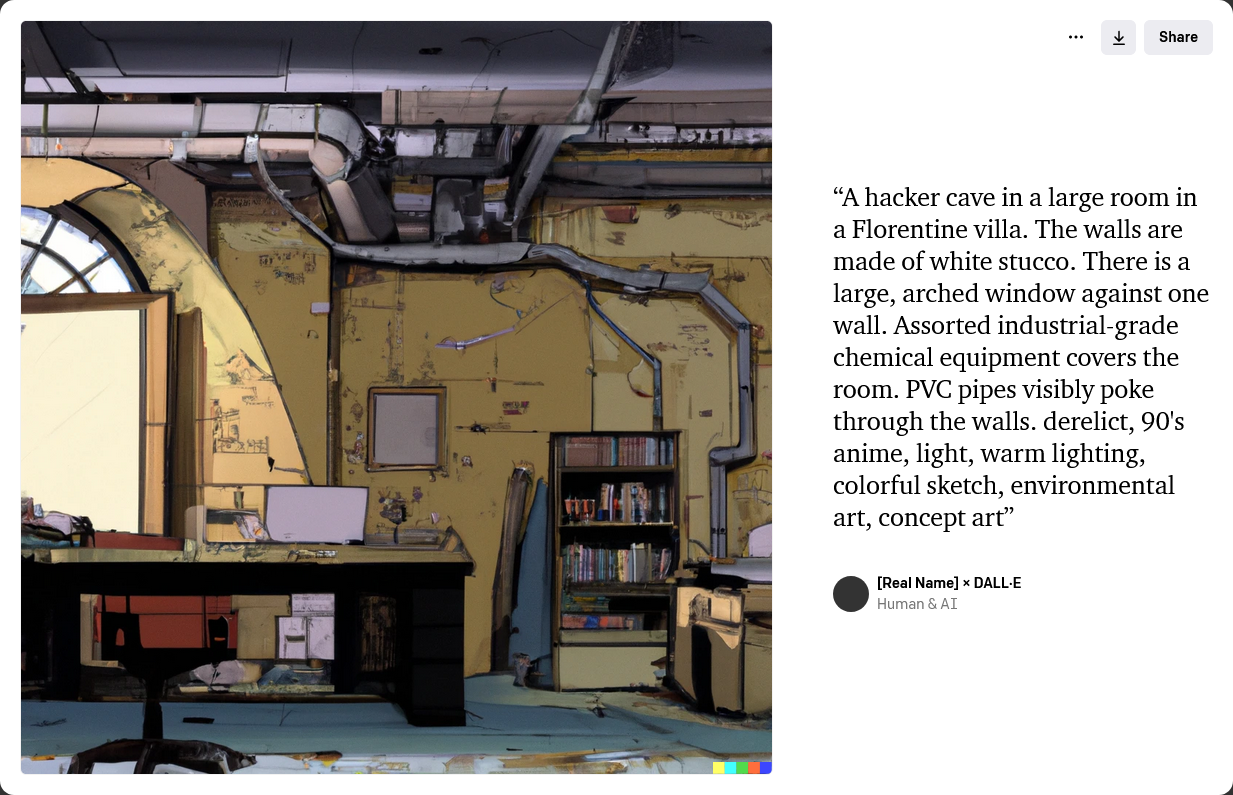 Share
“A hacker cave in a large room in
a Florentine villa. The walls are
made of white stucco. There is a
large, arched window against one
wall. Assorted industrial-grade
chemical equipment covers the
room. PVC pipes visibly poke
through the walls. derelict, 90's
anime, light, warm lighting,
colorful sketch, environmental
art, concept art”
[Real Name] × DALL·E
Human & AI